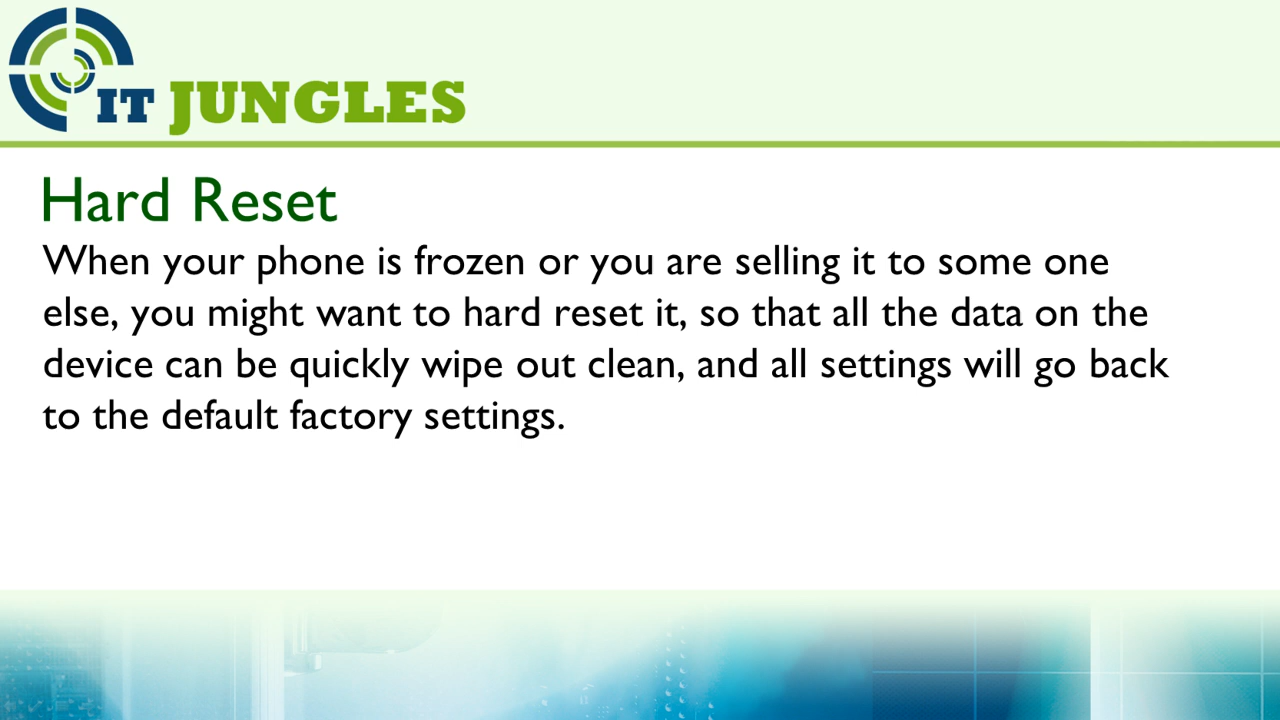 IT JUNGLES
Hard Reset
When your phone is frozen or you are selling it to some one
else, you might want to hard reset it, so that all the data on the
device can be quickly wipe out clean, and all settings will go back
to the default factory settings.